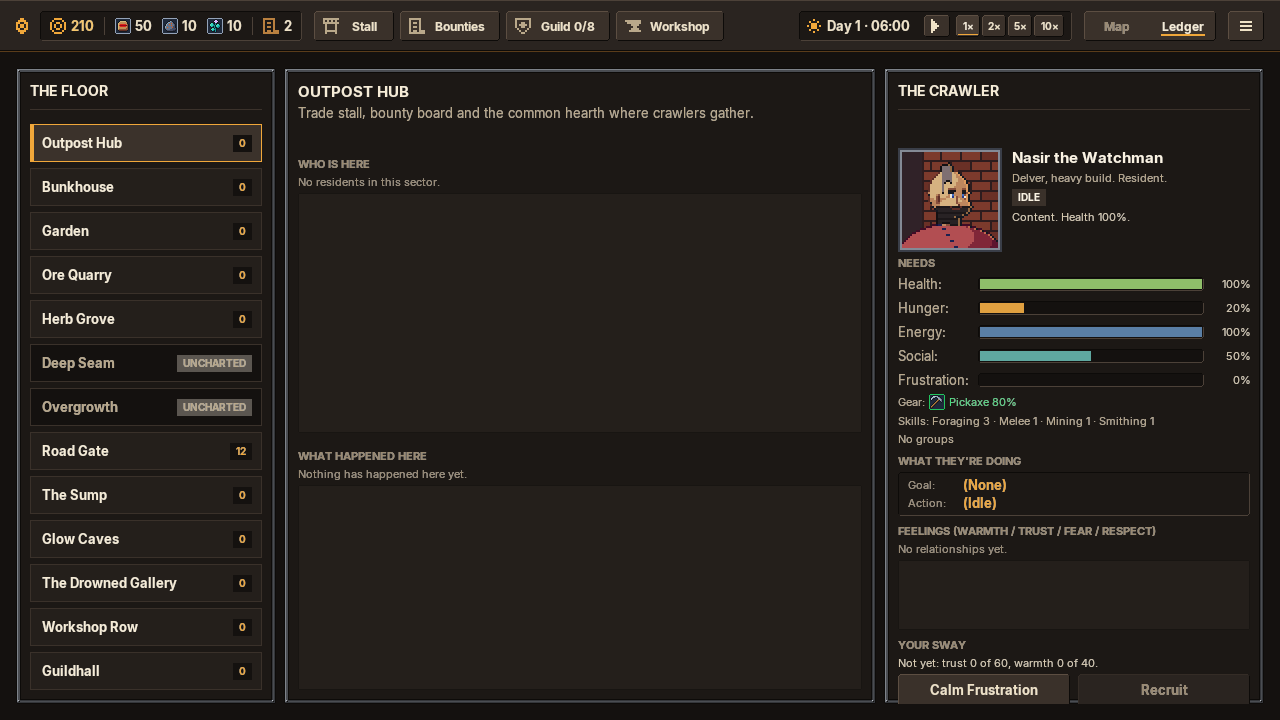 210 50 10 10 2 Stall Bounties Guild 0/8 Workshop Day 1 · 06:00 1× 2× 5× 10× Map Ledger
THE FLOOR
Outpost Hub 0
Bunkhouse 0
Garden 0
Ore Quarry 0
Herb Grove 0
Deep Seam UNCHARTED
Overgrowth UNCHARTED
Road Gate 12
The Sump 0
Glow Caves 0
The Drowned Gallery 0
Workshop Row 0
Guildhall 0
OUTPOST HUB
Trade stall, bounty board and the common hearth where crawlers gather.
WHO IS HERE
No residents in this sector.
WHAT HAPPENED HERE
Nothing has happened here yet.
THE CRAWLER
Nasir the Watchman
Delver, heavy build. Resident.
IDLE
Content. Health 100%.
NEEDS
Health: 100%
Hunger: 20%
Energy: 100%
Social: 50%
Frustration: 0%
Gear: Pickaxe 80%
Skills: Foraging 3 · Melee 1 · Mining 1 · Smithing 1
No groups
WHAT THEY'RE DOING
Goal: (None)
Action: (Idle)
FEELINGS (WARMTH / TRUST / FEAR / RESPECT)
No relationships yet.
YOUR SWAY
Not yet: trust 0 of 60, warmth 0 of 40.
Calm Frustration Recruit